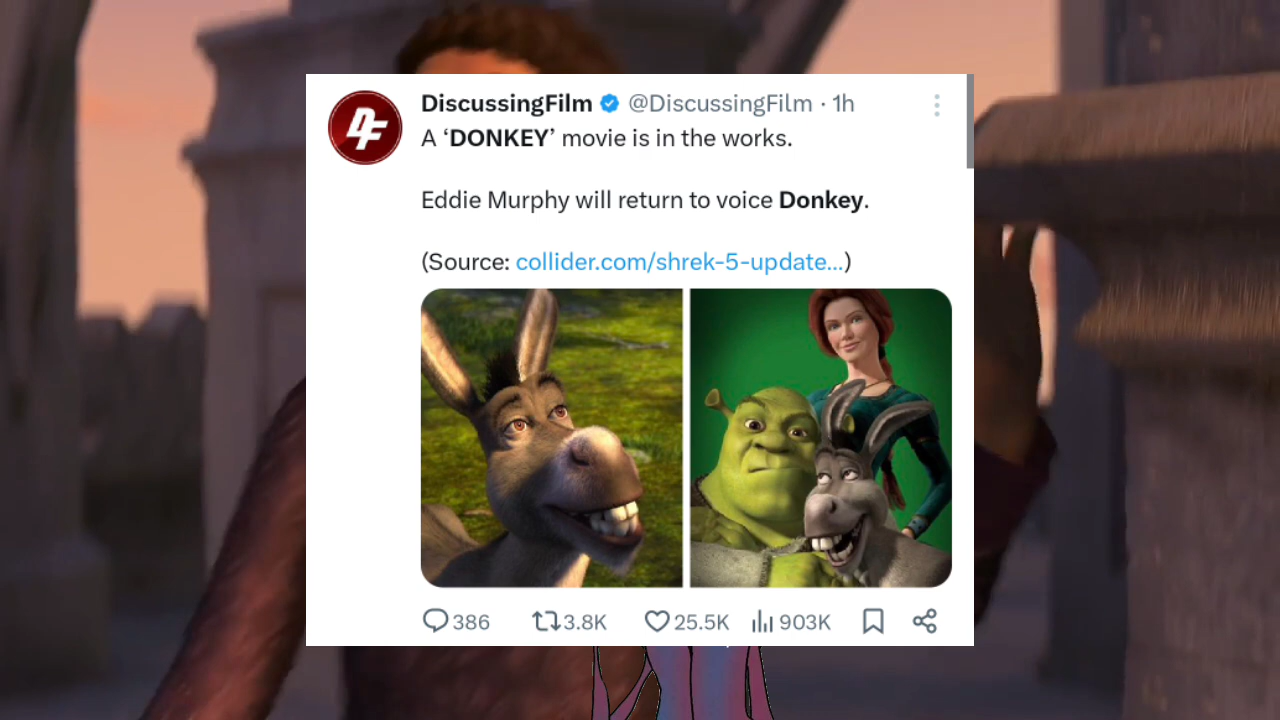 DiscussingFilm @DiscussingFilm · 1h
A ‘DONKEY’ movie is in the works.
Eddie Murphy will return to voice Donkey.
(Source: collider.com/shrek-5-update...)
386 3.8K 25.5K 903K